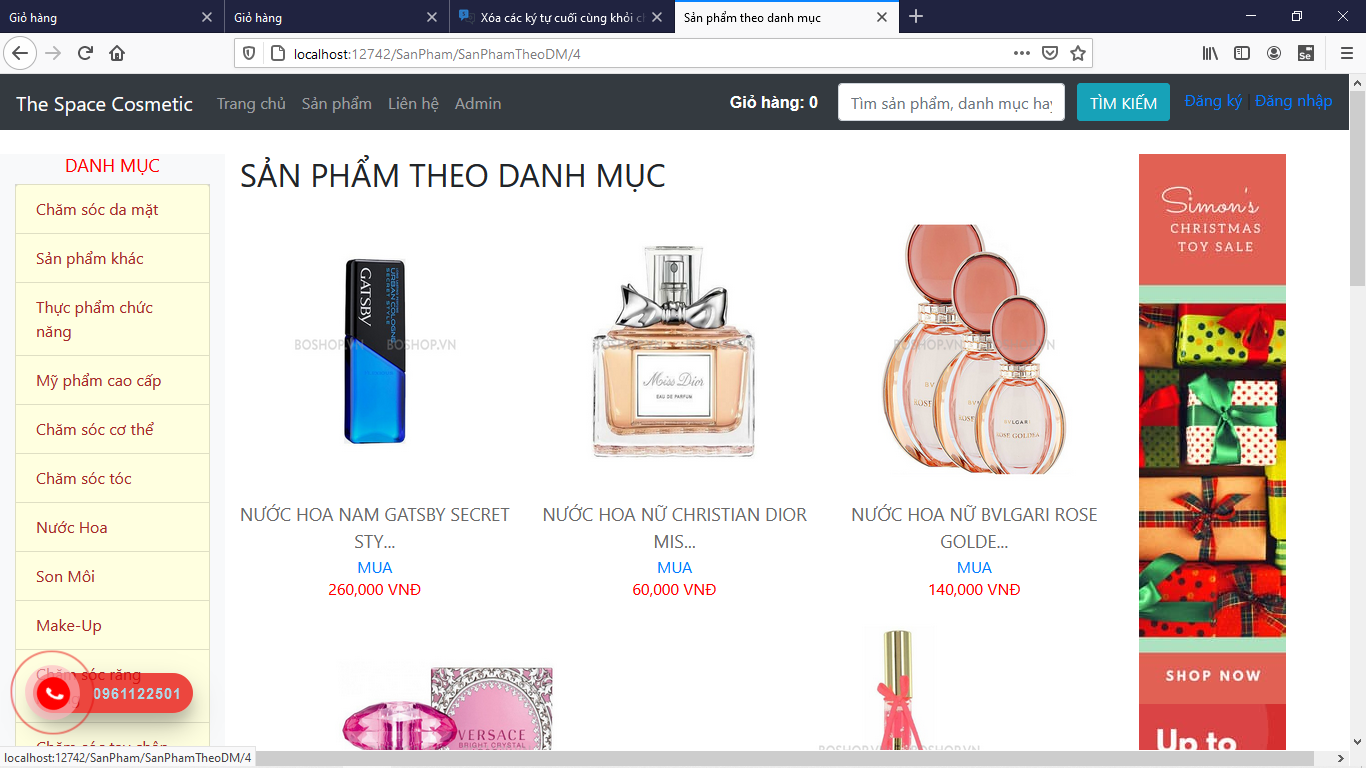 Giỏ hàng
Giỏ hàng
Xóa các ký tự cuối cùng khỏi ch
Sản phẩm theo danh mục
localhost:12742/SanPham/SanPhamTheoDM/4
The Space Cosmetic
Trang chủ
Sản phẩm
Liên hệ
Admin
Giỏ hàng: 0
Tìm sản phẩm, danh mục hay
TÌM KIẾM
Đăng ký | Đăng nhập
DANH MỤC
Chăm sóc da mặt
Sản phẩm khác
Thực phẩm chức
năng
Mỹ phẩm cao cấp
Chăm sóc cơ thể
Chăm sóc tóc
Nước Hoa
Son Môi
Make-Up
Chăm sóc răng
0961122501
Chăm sóc tay chân
SẢN PHẨM THEO DANH MỤC
GATSBY
URBAN COLOGNE
SECRET STYLE
BOSHOP.VN BOSHOP.VN
NƯỚC HOA NAM GATSBY SECRET
STY...
MUA
260,000 VNĐ
BOSHOP.VN BOSHOP.VN
Miss Dior
EAU DE PARFUM
NƯỚC HOA NỮ CHRISTIAN DIOR
MIS...
MUA
60,000 VNĐ
BOSHOP.VN
BVLGARI
ROSE GOLDEA
NƯỚC HOA NỮ BVLGARI ROSE
GOLDE...
MUA
140,000 VNĐ
VERSACE
BRIGHT CRYSTAL
BOSHOP.VN BOSHOP.VN
Simon's
CHRISTMAS
TOY SALE
SHOP NOW
Up to
localhost:12742/SanPham/SanPhamTheoDM/4